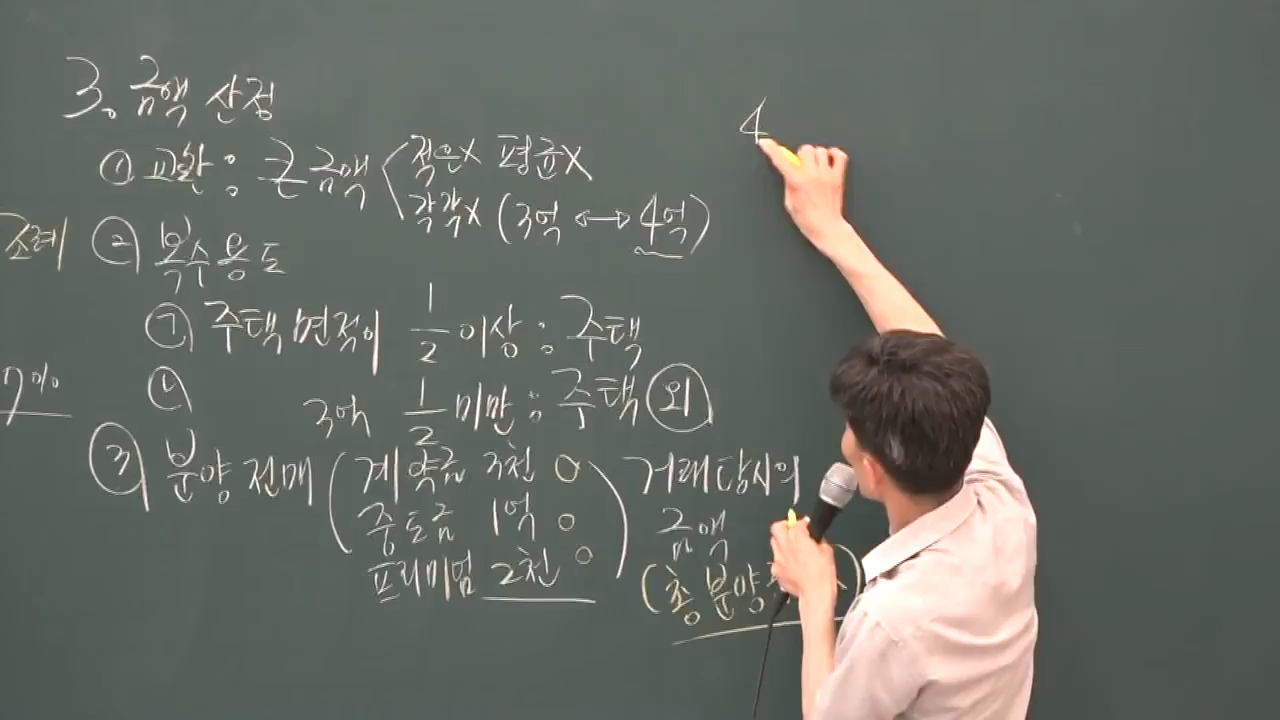 3. 금액 산정
① 교환 : 큰 금액 < 적은X 평균X
각각X (3억 ↔ 4억)
조례 ② 복수용도
㉠ 주택 면적이 1/2 이상 : 주택
7%
㉡ 1/2 미만 : 주택 외
3억
③ 분양 전매 (계약금 3천 ○
중도금 1억 ○
프리미엄 2천 ○)
거래당시의
금액
(총 분양
4